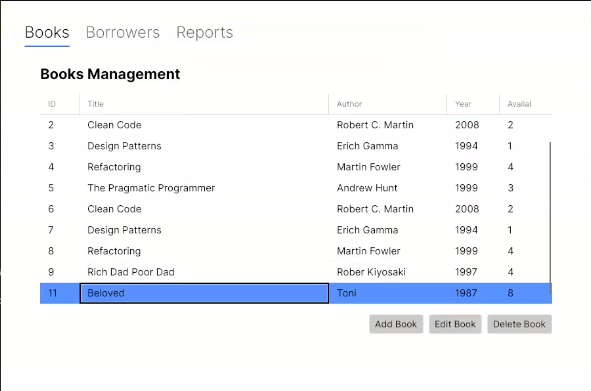 Books Borrowers Reports
Books Management
ID Title Author Year Availal
2 Clean Code Robert C. Martin 2008 2
3 Design Patterns Erich Gamma 1994 1
4 Refactoring Martin Fowler 1999 4
5 The Pragmatic Programmer Andrew Hunt 1999 3
6 Clean Code Robert C. Martin 2008 2
7 Design Patterns Erich Gamma 1994 1
8 Refactoring Martin Fowler 1999 4
9 Rich Dad Poor Dad Rober Kiyosaki 1997 4
11 Beloved Toni 1987 8
Add Book Edit Book Delete Book